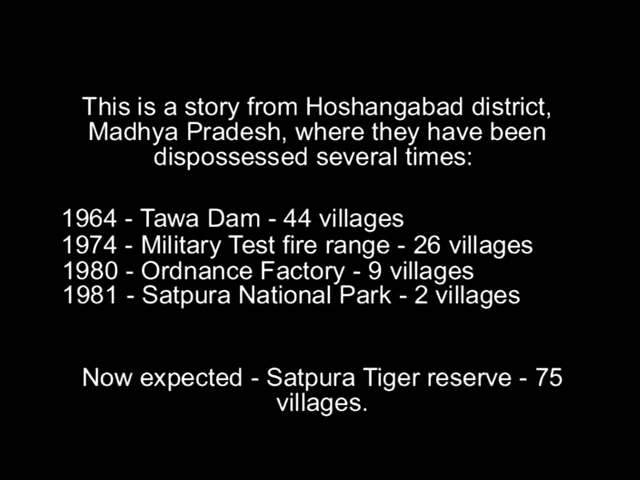 This is a story from Hoshangabad district,
Madhya Pradesh, where they have been
dispossessed several times:
1964 - Tawa Dam - 44 villages
1974 - Military Test fire range - 26 villages
1980 - Ordnance Factory - 9 villages
1981 - Satpura National Park - 2 villages
Now expected - Satpura Tiger reserve - 75
villages.